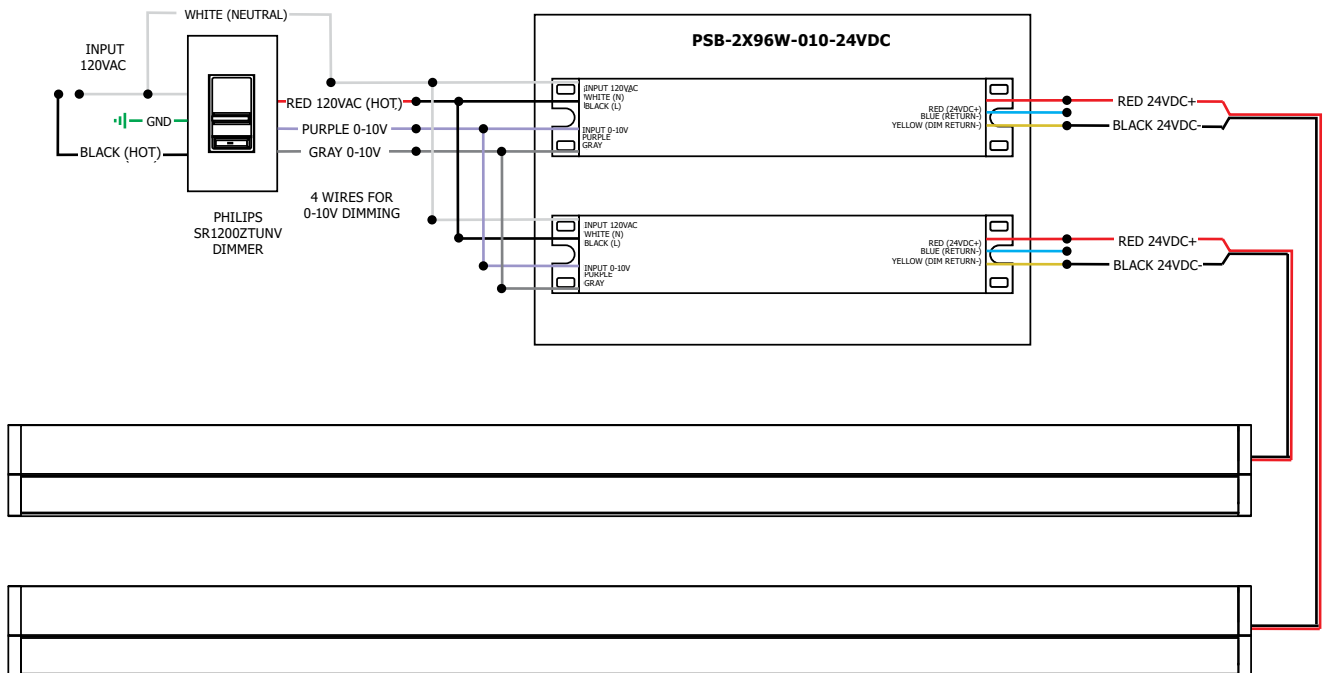 WHITE (NEUTRAL)
INPUT
120VAC
GND
BLACK (HOT)
PHILIPS
SR1200ZTUNV
DIMMER
RED 120VAC (HOT)
PURPLE 0-10V
GRAY 0-10V
4 WIRES FOR
0-10V DIMMING
PSB-2X96W-010-24VDC
INPUT 120VAC
WHITE (N)
BLACK (L)
INPUT 0-10V
PURPLE
GRAY
RED (24VDC+)
BLUE (RETURN-)
YELLOW (DIM RETURN-)
RED 24VDC+
BLACK 24VDC-
INPUT 120VAC
WHITE (N)
BLACK (L)
INPUT 0-10V
PURPLE
GRAY
RED (24VDC+)
BLUE (RETURN-)
YELLOW (DIM RETURN-)
RED 24VDC+
BLACK 24VDC-